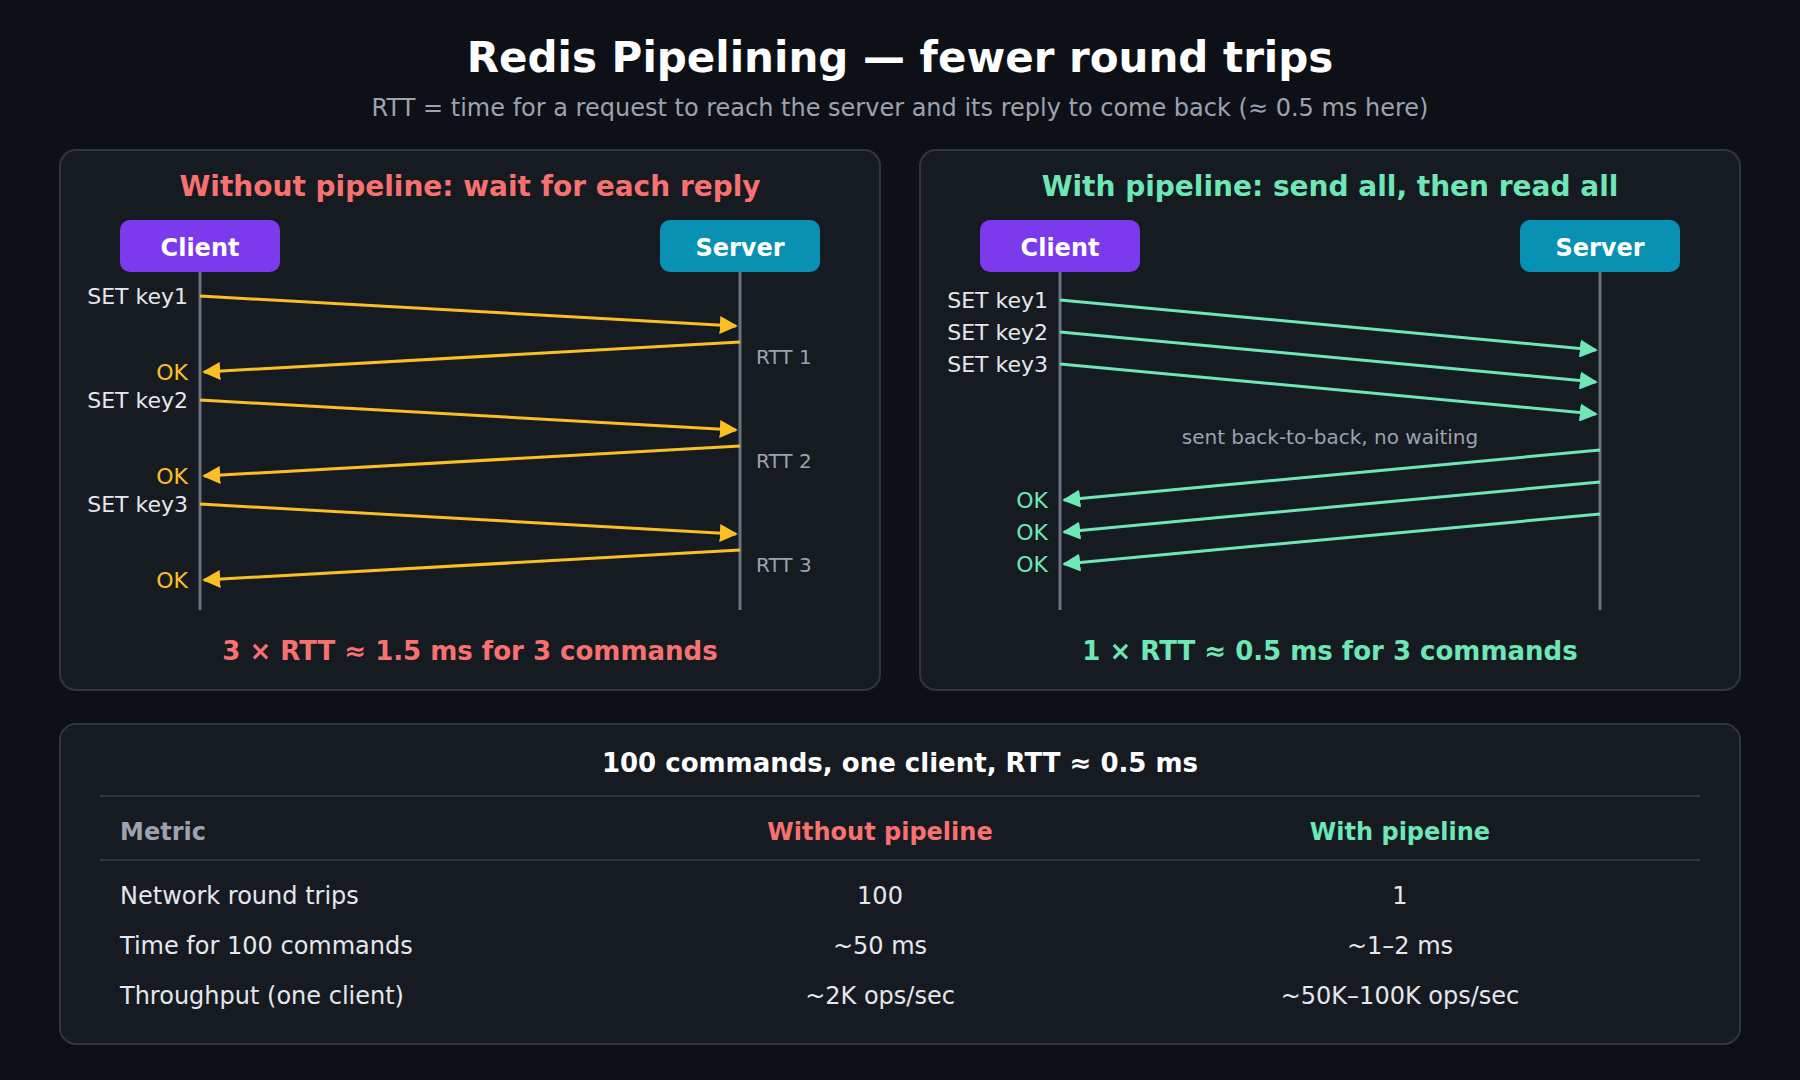 Redis Pipelining — fewer round trips
RTT = time for a request to reach the server and its reply to come back (≈ 0.5 ms here)
Without pipeline: wait for each reply
Client
Server
SET key1
RTT 1
OK
SET key2
RTT 2
OK
SET key3
RTT 3
OK
3 × RTT ≈ 1.5 ms for 3 commands
With pipeline: send all, then read all
Client
Server
SET key1
SET key2
SET key3
sent back-to-back, no waiting
OK
OK
OK
1 × RTT ≈ 0.5 ms for 3 commands
100 commands, one client, RTT ≈ 0.5 ms
Metric Without pipeline With pipeline
Network round trips 100 1
Time for 100 commands ~50 ms ~1–2 ms
Throughput (one client) ~2K ops/sec ~50K–100K ops/sec